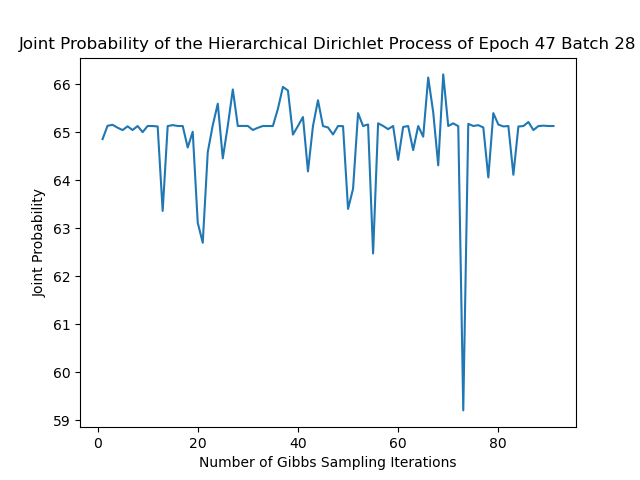 Joint Probability of the Hierarchical Dirichlet Process of Epoch 47 Batch 28
66
65
64
63
62
61
60
59
Joint Probability
0 20 40 60 80
Number of Gibbs Sampling Iterations